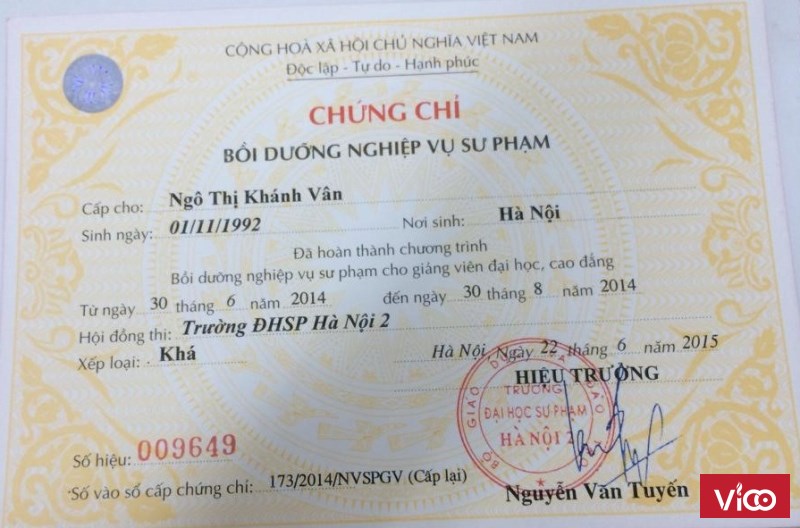 CỘNG HOÀ XÃ HỘI CHỦ NGHĨA VIỆT NAM
Độc lập - Tự do - Hạnh phúc
CHỨNG CHỈ
BỒI DƯỠNG NGHIỆP VỤ SƯ PHẠM
Cấp cho: Ngô Thị Khánh Vân
Sinh ngày: 01/11/1992 Nơi sinh: Hà Nội
Đã hoàn thành chương trình
Bồi dưỡng nghiệp vụ sư phạm cho giảng viên đại học, cao đẳng
Từ ngày 30 tháng 6 năm 2014 đến ngày 30 tháng 8 năm 2014
Hội đồng thi: Trường ĐHSP Hà Nội 2
Xếp loại: Khá
Hà Nội, Ngày 22 tháng 6 năm 2015
HIỆU TRƯỞNG
BỘ GIÁO DỤC VÀ ĐÀO
TRƯỜNG
ĐẠI HỌC SƯ PHẠM
HÀ NỘI 2
Số hiệu: 009649
Số vào sổ cấp chứng chỉ: 173/2014/NVSPGV (Cấp lại)
Nguyễn Văn Tuyến
VICO